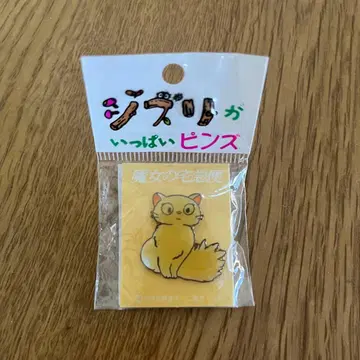 ジブリが
いっぱいピンズ
魔女の宅急便